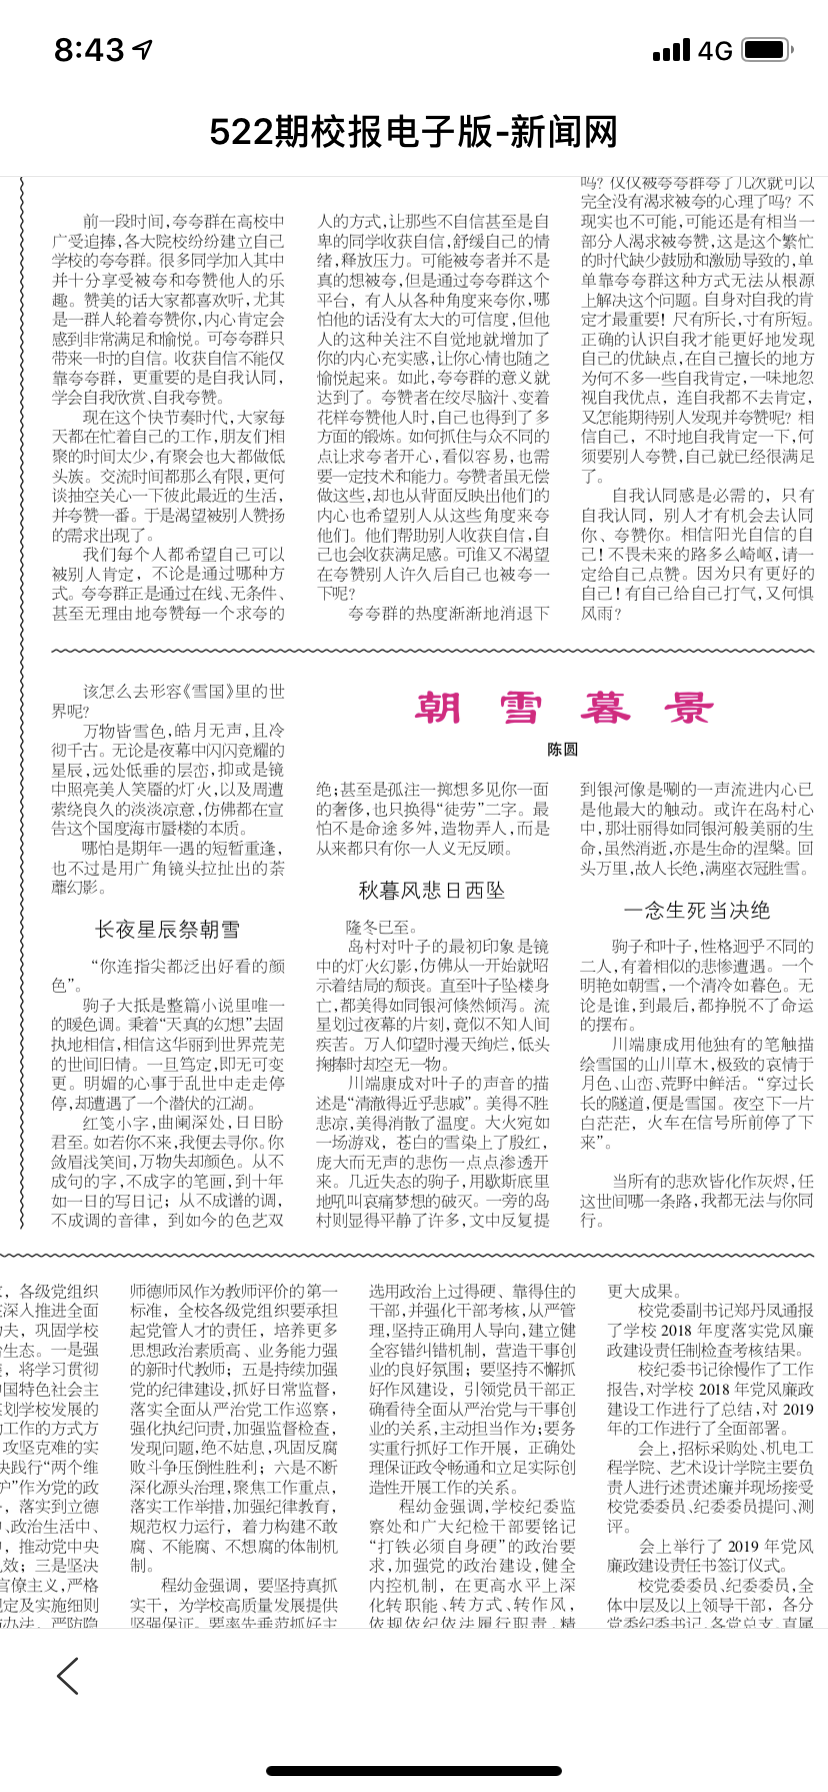 8:43
4G
522期校报电子版-新闻网
前一段时间,夸夸群在高校中
广受追捧,各大院校纷纷建立自己
学校的夸夸群。很多同学加入其中
并十分享受被夸和夸赞他人的乐
趣。赞美的话大家都喜欢听,尤其
是一群人轮着夸赞你,内心肯定会
感到非常满足和愉悦。可夸夸群只
带来一时的自信。收获自信不能仅
靠夸夸群，更重要的是自我认同,
学会自我欣赏、自我夸赞。
现在这个快节奏时代,大家每
天都在忙着自己的工作,朋友们相
聚的时间太少,有聚会也大都做低
头族。交流时间都那么有限,更何
谈抽空关心一下彼此最近的生活,
并夸赞一番。于是渴望被别人赞扬
的需求出现了。
我们每个人都希望自己可以
被别人肯定，不论是通过哪种方
式。夸夸群正是通过在线、无条件、
甚至无理由地夸赞每一个求夸的
人的方式,让那些不自信甚至是自
卑的同学收获自信,舒缓自己的情
绪,释放压力。可能被夸者并不是
真的想被夸,但是通过夸夸群这个
平台，有人从各种角度来夸你,哪
怕他的话没有太大的可信度,但他
人的这种关注不自觉地就增加了
你的内心充实感,让你心情也随之
愉悦起来。如此,夸夸群的意义就
达到了。夸赞者在绞尽脑汁、变着
花样夸赞他人时,自己也得到了多
方面的锻炼。如何抓住与众不同的
点让求夸者开心,看似容易,也需
要一定技术和能力。夸赞者虽无偿
做这些,却也从背面反映出他们的
内心也希望别人从这些角度来夸
他们。他们帮助别人收获自信,自
己也会收获满足感。可谁又不渴望
在夸赞别人许久后自己也被夸一
下呢?
夸夸群的热度渐渐地消退下
吗? 仅仅被夸夸群夸了几次就可以
完全没有渴求被夸的心理了吗? 不
现实也不可能,可能还是有相当一
部分人渴求被夸赞,这是这个繁忙
的时代缺少鼓励和激励导致的,单
单靠夸夸群这种方式无法从根源
上解决这个问题。自身对自我的肯
定才最重要! 尺有所长,寸有所短。
正确的认识自我才能更好地发现
自己的优缺点,在自己擅长的地方
为何不多一些自我肯定,一味地忽
视自我优点，连自我都不去肯定,
又怎能期待别人发现并夸赞呢? 相
信自己，不时地自我肯定一下,何
须要别人夸赞,自己就已经很满足
了。
自我认同感是必需的，只有
自我认同，别人才有机会去认同
你、夸赞你。相信阳光自信的自
己! 不畏未来的路多么崎岖,请一
定给自己点赞。因为只有更好的
自己! 有自己给自己打气,又何惧
风雨?
朝雪暮景
陈圆
该怎么去形容《雪国》里的世
界呢?
万物皆雪色,皓月无声,且冷
彻千古。无论是夜幕中闪闪竞耀的
星辰,远处低垂的层峦,抑或是镜
中照亮美人笑靥的灯火,以及周遭
萦绕良久的淡淡凉意,仿佛都在宣
告这个国度海市蜃楼的本质。
哪怕是期年一遇的短暂重逢,
也不过是用广角镜头拉扯出的荼
蘼幻影。
长夜星辰祭朝雪
“你连指尖都泛出好看的颜
色”。
驹子大抵是整篇小说里唯一
的暖色调。秉着“天真的幻想”去固
执地相信,相信这华丽到世界荒芜
的世间旧情。一旦笃定,即无可变
更。明媚的心事于乱世中走走停
停,却遭遇了一个潜伏的江湖。
红笺小字,曲阑深处,日日盼
君至。如若你不来,我便去寻你。你
敛眉浅笑间,万物失却颜色。从不
成句的字,不成字的笔画,到十年
如一日的写日记；从不成谱的调,
不成调的音律，到如今的色艺双
绝;甚至是孤注一掷想多见你一面
的奢侈,也只换得“徒劳”二字。最
怕不是命途多舛,造物弄人,而是
从来都只有你一人义无反顾。
秋暮风悲日西坠
隆冬已至。
岛村对叶子的最初印象是镜
中的灯火幻影,仿佛从一开始就昭
示着结局的颓丧。直至叶子坠楼身
亡,都美得如同银河倏然倾泻。流
星划过夜幕的片刻,竟似不知人间
疾苦。万人仰望时漫天绚烂,低头
掬捧时却空无一物。
川端康成对叶子的声音的描
述是“清澈得近乎悲戚”。美得不胜
悲凉,美得消散了温度。大火宛如
一场游戏，苍白的雪染上了殷红,
庞大而无声的悲伤一点点渗透开
来。几近失态的驹子,用歇斯底里
地吼叫哀痛梦想的破灭。一旁的岛
村则显得平静了许多,文中反复提
到银河像是唰的一声流进内心已
是他最大的触动。或许在岛村心
中,那壮丽得如同银河般美丽的生
命,虽然消逝,亦是生命的涅槃。回
头万里,故人长绝,满座衣冠胜雪。
一念生死当决绝
驹子和叶子,性格迥乎不同的
二人,有着相似的悲惨遭遇。一个
明艳如朝雪,一个清冷如暮色。无
论是谁,到最后,都挣脱不了命运
的摆布。
川端康成用他独有的笔触描
绘雪国的山川草木,极致的哀情于
月色、山峦、荒野中鲜活。“穿过长
长的隧道,便是雪国。夜空下一片
白茫茫，火车在信号所前停了下
来”。
当所有的悲欢皆化作灰烬,任
这世间哪一条路,我都无法与你同
行。
，各级党组织
深入推进全面
夫，巩固学校
生态。一是强
，将学习贯彻
国特色社会主
划学校发展的
工作的方式方
攻坚克难的实
决践行“两个维
护”作为党的政
，落实到立德
、政治生活中、
，推动党中央
效；三是坚决
官僚主义,严格
定及实施细则
办法，严防隐
师德师风作为教师评价的第一
标准，全校各级党组织要承担
起党管人才的责任，培养更多
思想政治素质高、业务能力强
的新时代教师；五是持续加强
党的纪律建设,抓好日常监督,
落实全面从严治党工作巡察,
强化执纪问责,加强监督检查,
发现问题,绝不姑息,巩固反腐
败斗争压倒性胜利；六是不断
深化源头治理,聚焦工作重点,
落实工作举措,加强纪律教育,
规范权力运行，着力构建不敢
腐、不能腐、不想腐的体制机
制。
程幼金强调，要坚持真抓
实干，为学校高质量发展提供
坚强保证。要率先垂范抓好主
选用政治上过得硬、靠得住的
干部,并强化干部考核,从严管
理,坚持正确用人导向,建立健
全容错纠错机制，营造干事创
业的良好氛围；要坚持不懈抓
好作风建设，引领党员干部正
确看待全面从严治党与干事创
业的关系,主动担当作为;要务
实重行抓好工作开展，正确处
理保证政令畅通和立足实际创
造性开展工作的关系。
程幼金强调,学校纪委监
察处和广大纪检干部要铭记
“打铁必须自身硬”的政治要
求,加强党的政治建设,健全
内控机制，在更高水平上深
化转职能、转方式、转作风，
依规依纪依法履行职责,精
更大成果。
校党委副书记郑丹凤通报
了学校 2018 年度落实党风廉
政建设责任制检查考核结果。
校纪委书记徐慢作了工作
报告,对学校 2018 年党风廉政
建设工作进行了总结,对 2019
年的工作进行了全面部署。
会上,招标采购处、机电工
程学院、艺术设计学院主要负
责人进行述责述廉并现场接受
校党委委员、纪委委员提问、测
评。
会上举行了 2019 年党风
廉政建设责任书签订仪式。
校党委委员、纪委委员,全
体中层及以上领导干部，各分
党委纪委书记、各党总支、直属